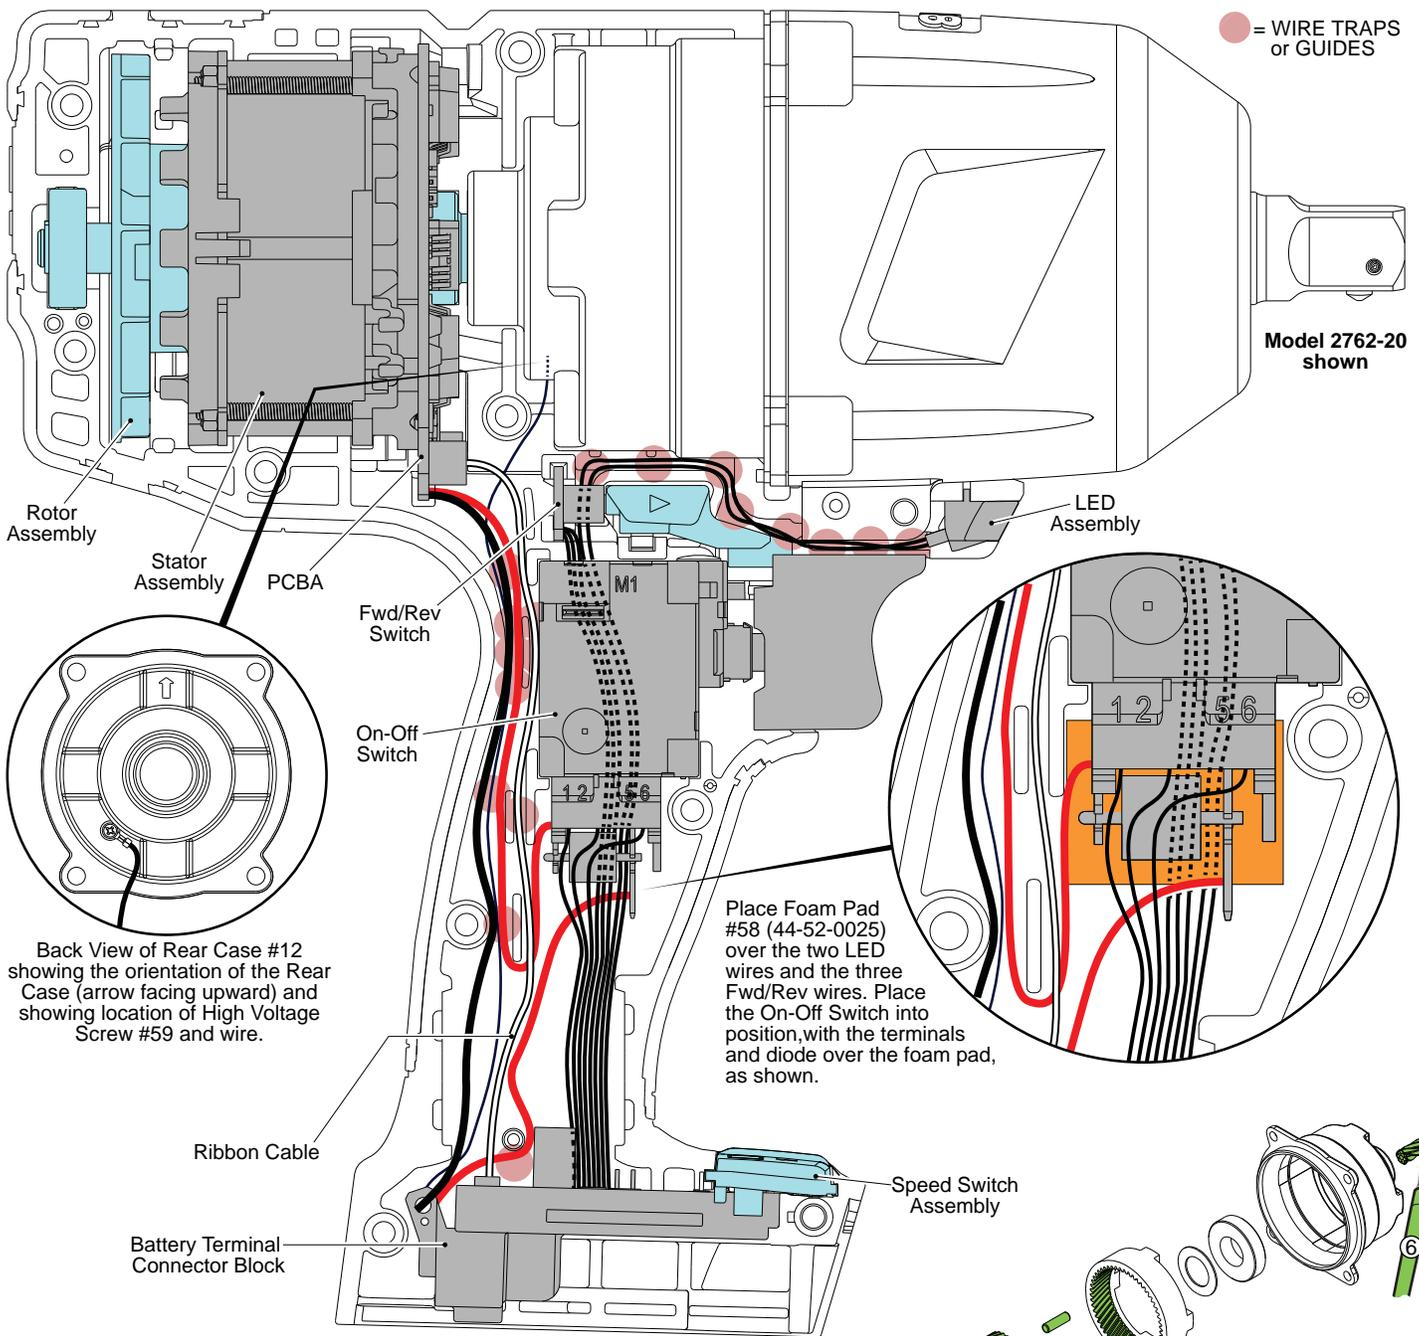 = WIRE TRAPS
or GUIDES
Model 2762-20
shown
LED
Assembly
Rotor
Assembly
Stator
Assembly
PCBA
Fwd/Rev
Switch
M1
On-Off
Switch
1 2 5 6
1 2 5 6
Back View of Rear Case #12
showing the orientation of the Rear
Case (arrow facing upward) and
showing location of High Voltage
Screw #59 and wire.
Place Foam Pad
#58 (44-52-0025)
over the two LED
wires and the three
Fwd/Rev wires. Place
the On-Off Switch into
position,with the terminals
and diode over the foam pad,
as shown.
Ribbon Cable
Speed Switch
Assembly
Battery Terminal
Connector Block